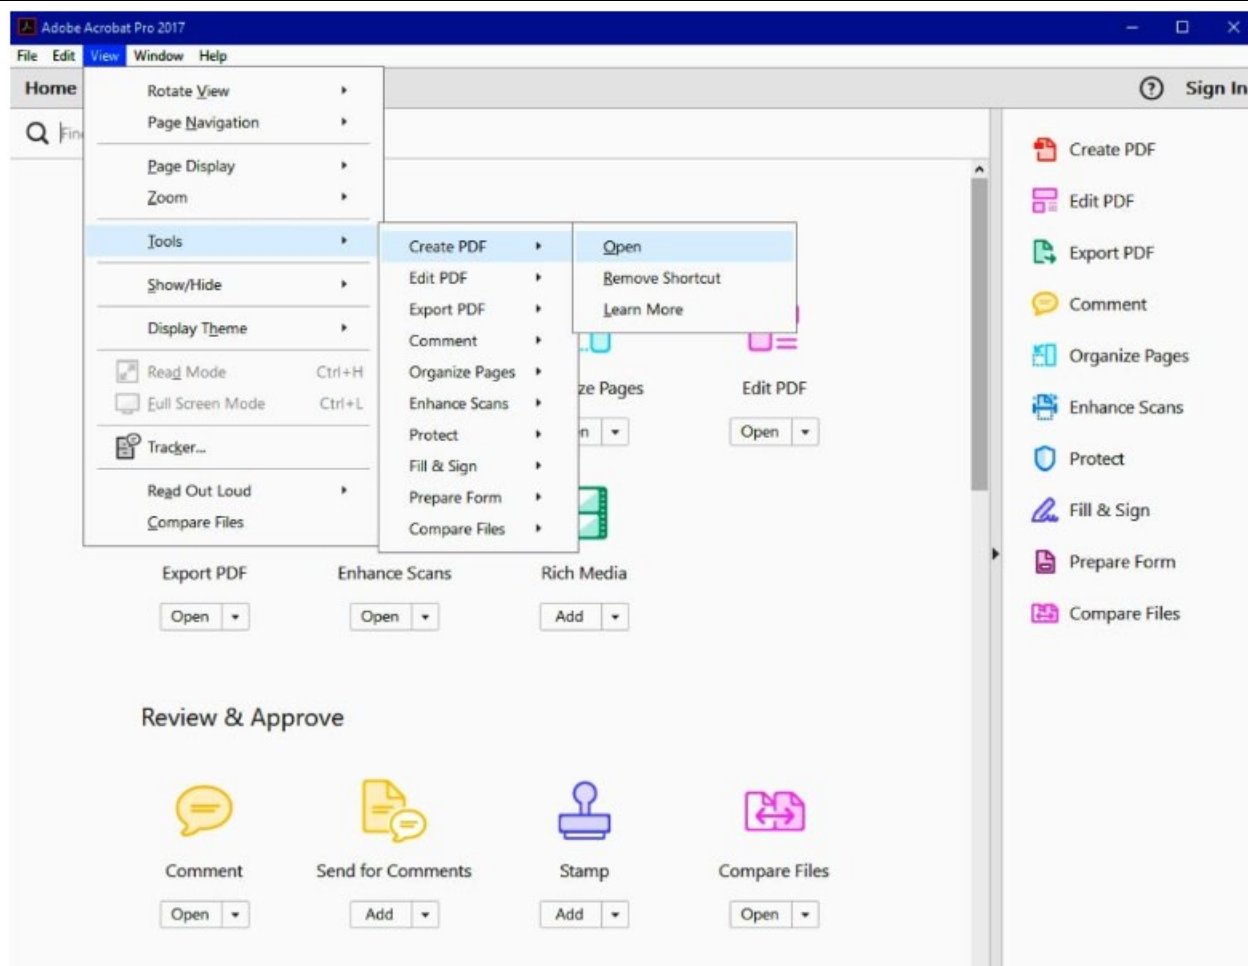 Adobe Acrobat Pro 2017
File Edit View Window Help
Home
Sign In
Find
Rotate View
Page Navigation
Page Display
Zoom
Tools
Show/Hide
Display Theme
Read Mode Ctrl+H
Full Screen Mode Ctrl+L
Tracker...
Read Out Loud
Compare Files
Create PDF
Edit PDF
Export PDF
Comment
Organize Pages
Enhance Scans
Protect
Fill & Sign
Prepare Form
Compare Files
Open
Remove Shortcut
Learn More
ze Pages Edit PDF
n Open
Export PDF Enhance Scans Rich Media
Open Open Add
Review & Approve
Comment Send for Comments Stamp Compare Files
Open Add Add Open
Create PDF
Edit PDF
Export PDF
Comment
Organize Pages
Enhance Scans
Protect
Fill & Sign
Prepare Form
Compare Files